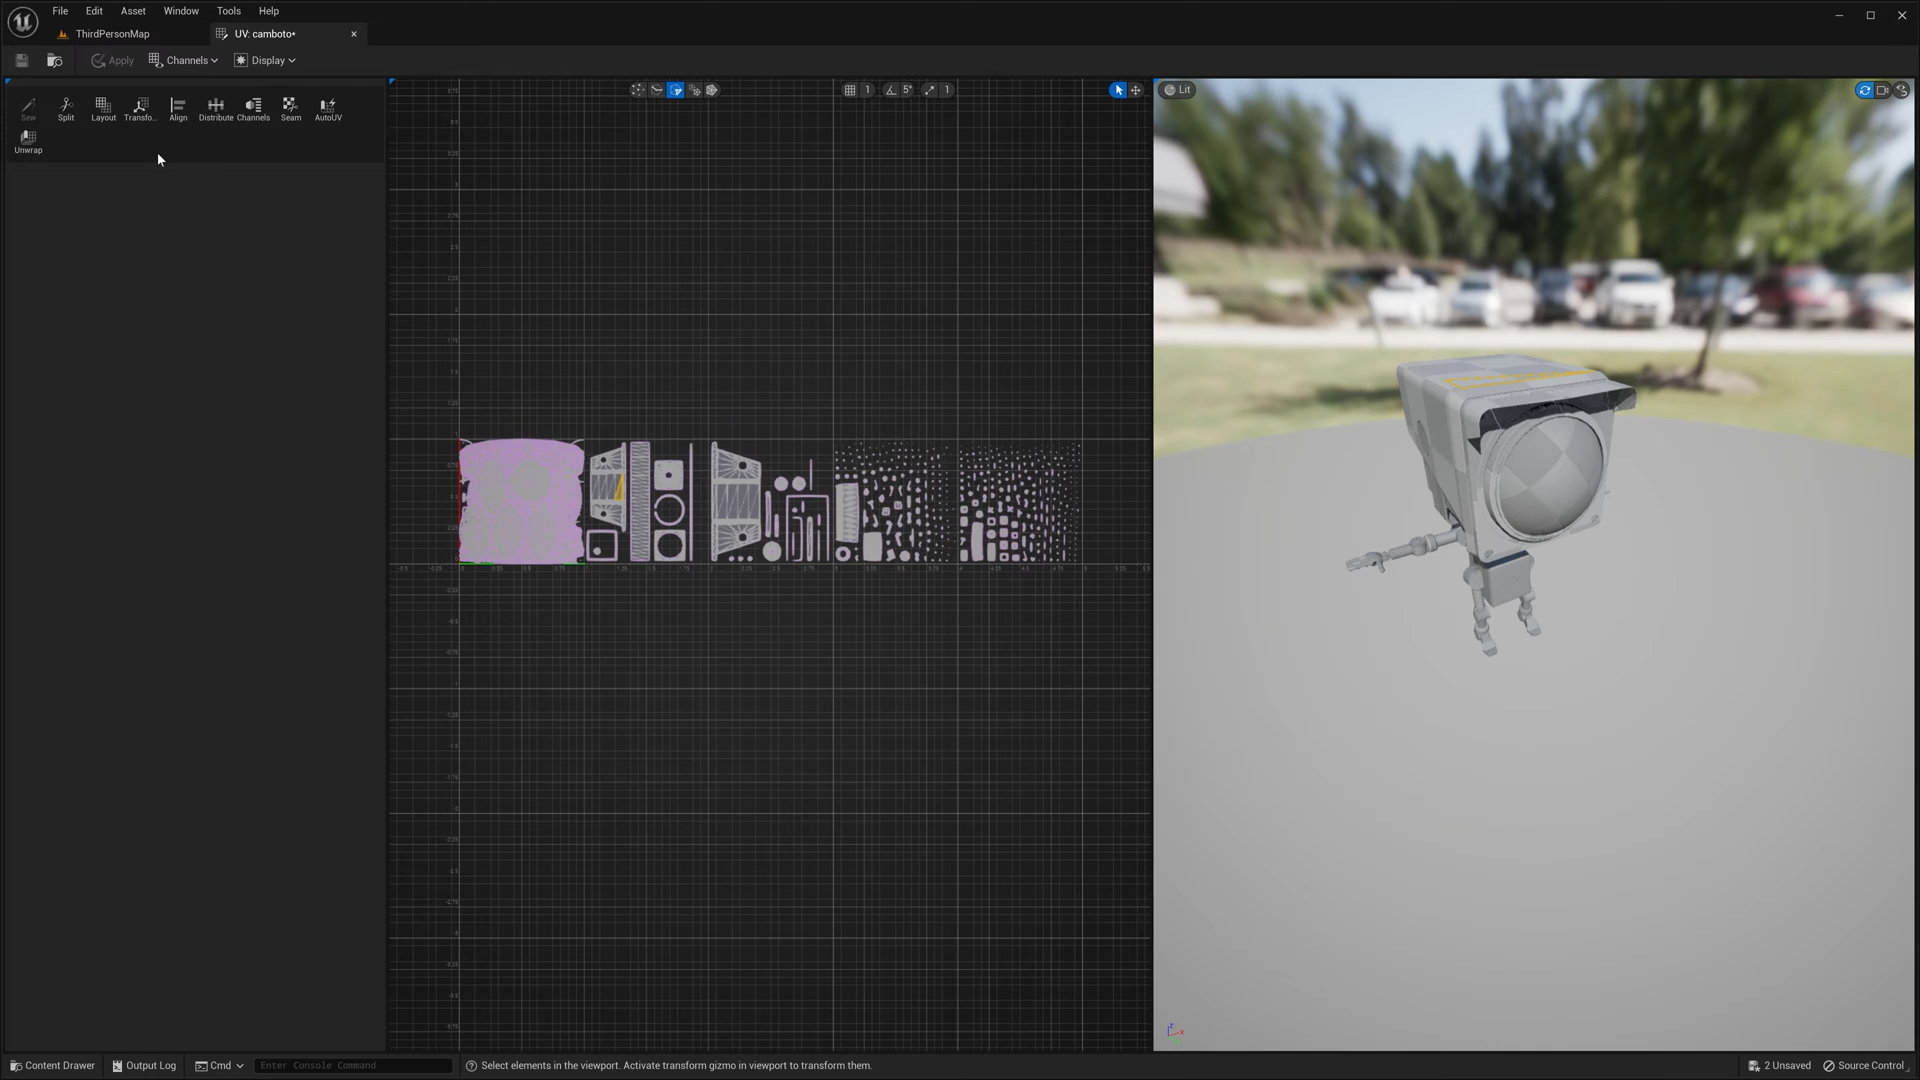 File Edit Asset Window Tools Help
ThirdPersonMap UV: camboto*
Apply Channels Display
Sew Split Layout Transfo... Align Distribute Channels Seam AutoUV
Unwrap
1 5° 1
Lit
Content Drawer Output Log Cmd Enter Console Command Select elements in the viewport. Activate transform gizmo in viewport to transform them. 2 Unsaved Source Control